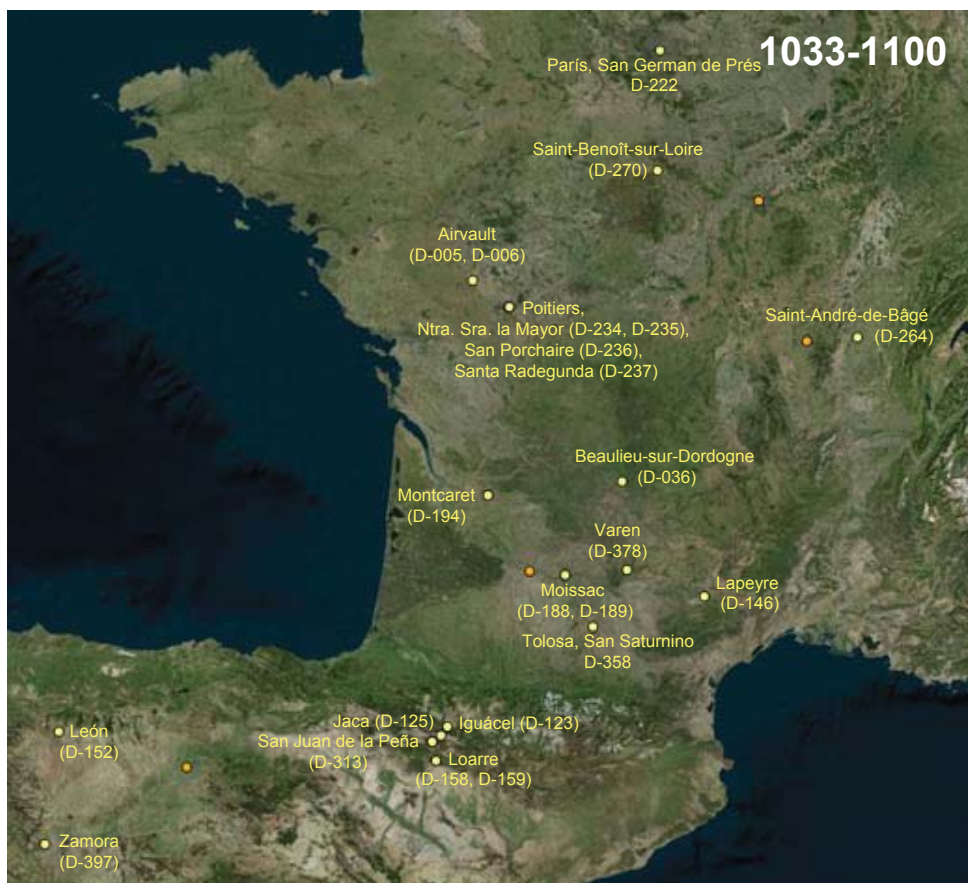 1033-1100
París, San German de Prés
D-222
Saint-Benoît-sur-Loire
(D-270)
Airvault
(D-005, D-006)
Poitiers,
Ntra. Sra. la Mayor (D-234, D-235),
San Porchaire (D-236),
Santa Radegunda (D-237)
Saint-André-de-Bâgé
(D-264)
Beaulieu-sur-Dordogne
(D-036)
Montcaret
(D-194)
Varen
(D-378)
Moissac
(D-188, D-189)
Lapeyre
(D-146)
Tolosa, San Saturnino
D-358
Jaca (D-125)
Iguácel (D-123)
San Juan de la Peña
(D-313)
Loarre
(D-158, D-159)
León
(D-152)
Zamora
(D-397)